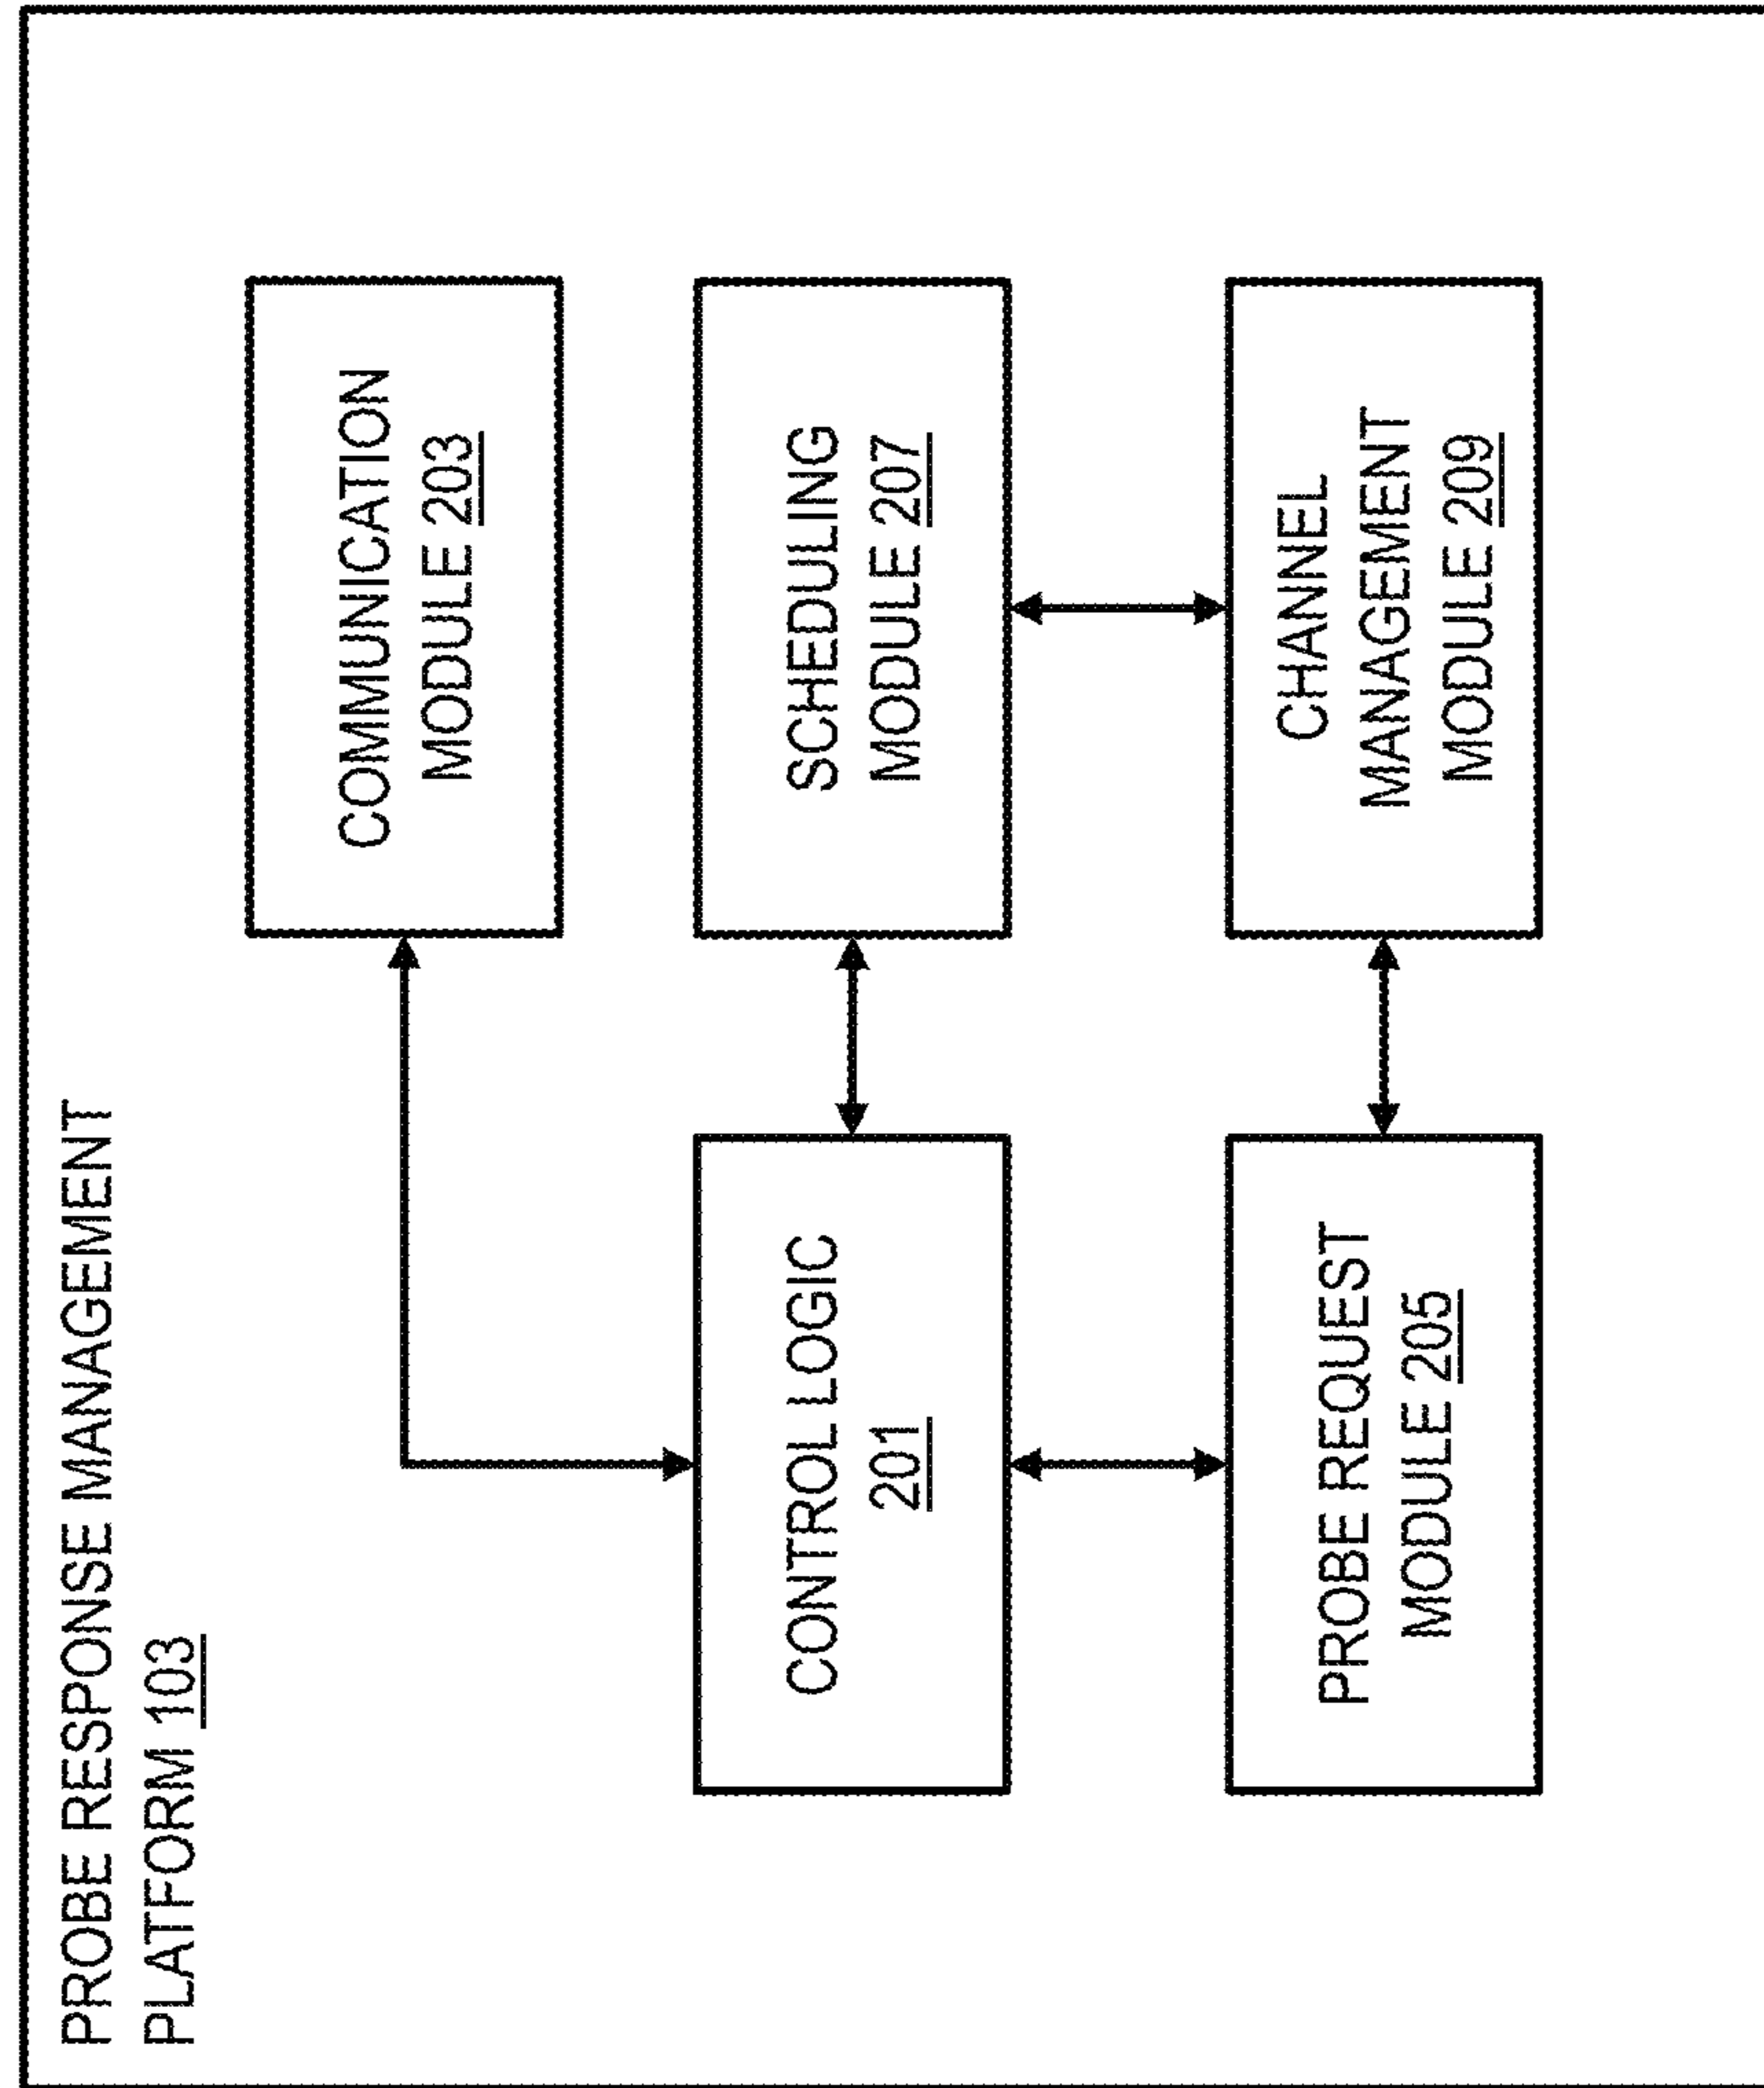 PROBE RESPONSE MANAGEMENT
PLATFORM 103
COMMUNICATION
MODULE 203
CONTROL LOGIC
201
SCHEDULING
MODULE 207
PROBE REQUEST
MODULE 205
CHANNEL
MANAGEMENT
MODULE 209